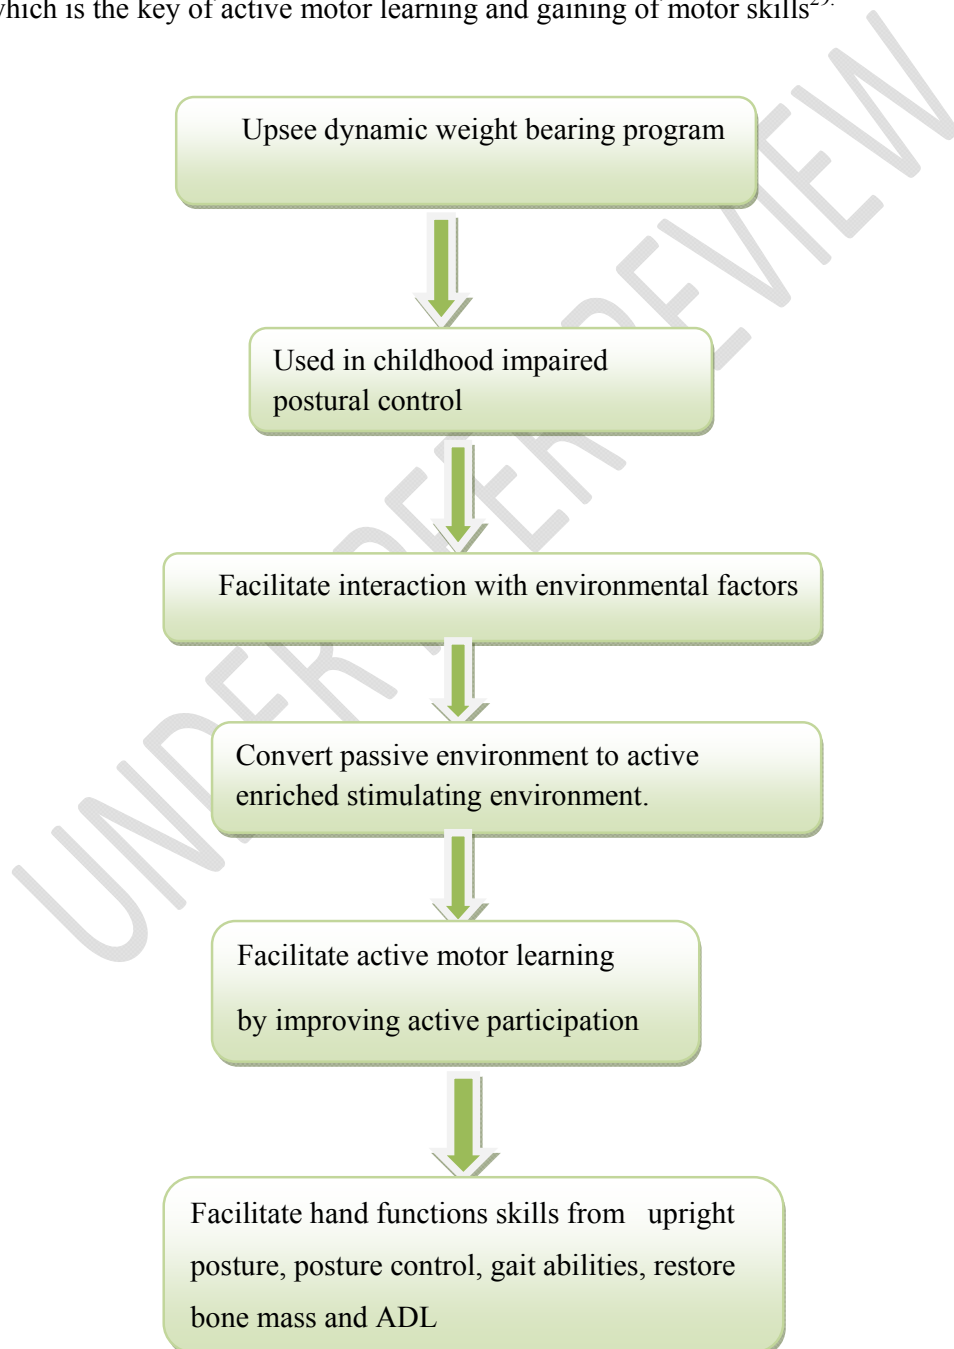 which is the key of active motor learning and gaining of motor skills29.
Upsee dynamic weight bearing program
Used in childhood impaired
postural control
Facilitate interaction with environmental factors
Convert passive environment to active
enriched stimulating environment.
Facilitate active motor learning
by improving active participation
Facilitate hand functions skills from upright
posture, posture control, gait abilities, restore
bone mass and ADL
UNDER PEER REVIEW